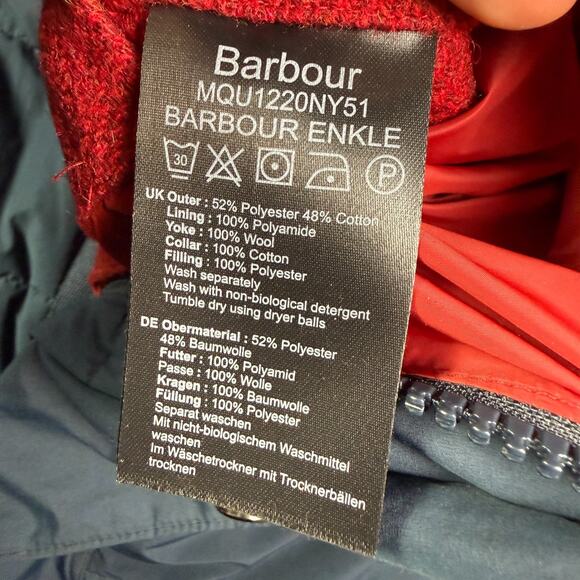 Barbour
MQU1220NY51
BARBOUR ENKLE
30 P
UK Outer : 52% Polyester 48% Cotton
Lining : 100% Polyamide
Yoke : 100% Wool
Collar : 100% Cotton
Filling : 100% Polyester
Wash separately
Wash with non-biological detergent
Tumble dry using dryer balls
DE Obermaterial : 52% Polyester
48% Baumwolle
Futter : 100% Polyamid
Passe : 100% Wolle
Kragen : 100% Baumwolle
Füllung : 100% Polyester
Separat waschen
Mit nicht-biologischem Waschmittel
waschen
Im Wäschetrockner mit Trocknerbällen
trocknen